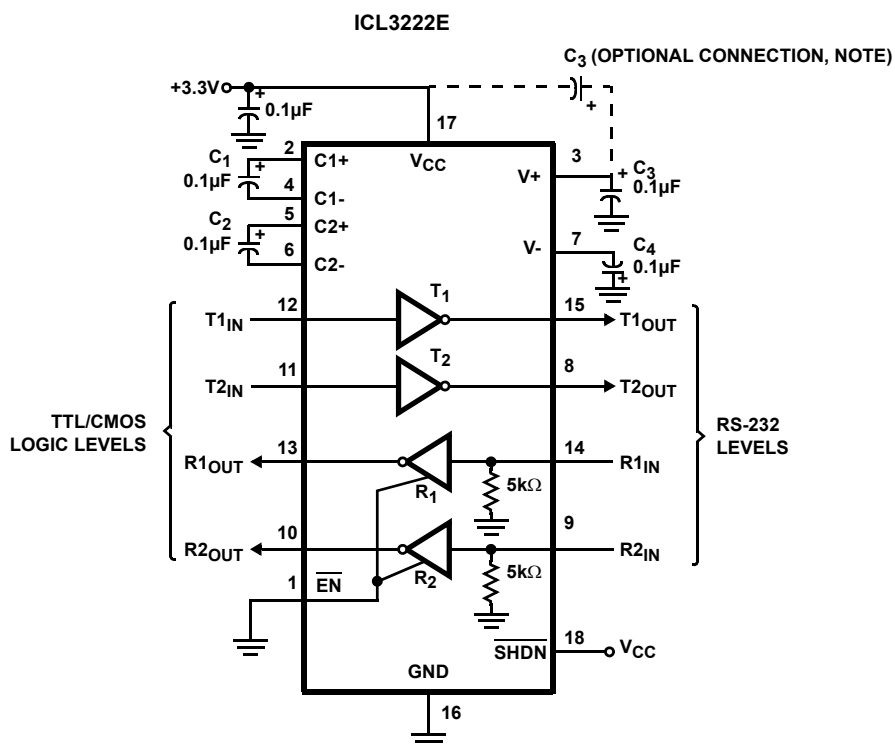 ICL3222E
C3 (OPTIONAL CONNECTION, NOTE)
+3.3V
+
0.1µF
+
17
2
C1
+
0.1µF
C1+
VCC
3
V+
+
C3
0.1µF
4
C1-
5
C2
+
0.1µF
C2+
6
C2-
7
V-
C4
0.1µF
+
T1IN
12
T1
15
T1OUT
T2IN
11
T2
8
T2OUT
TTL/CMOS
LOGIC LEVELS
RS-232
LEVELS
R1OUT
13
R1
14
R1IN
5kΩ
R2OUT
10
R2
9
R2IN
5kΩ
1
EN
18
SHDN
VCC
GND
16